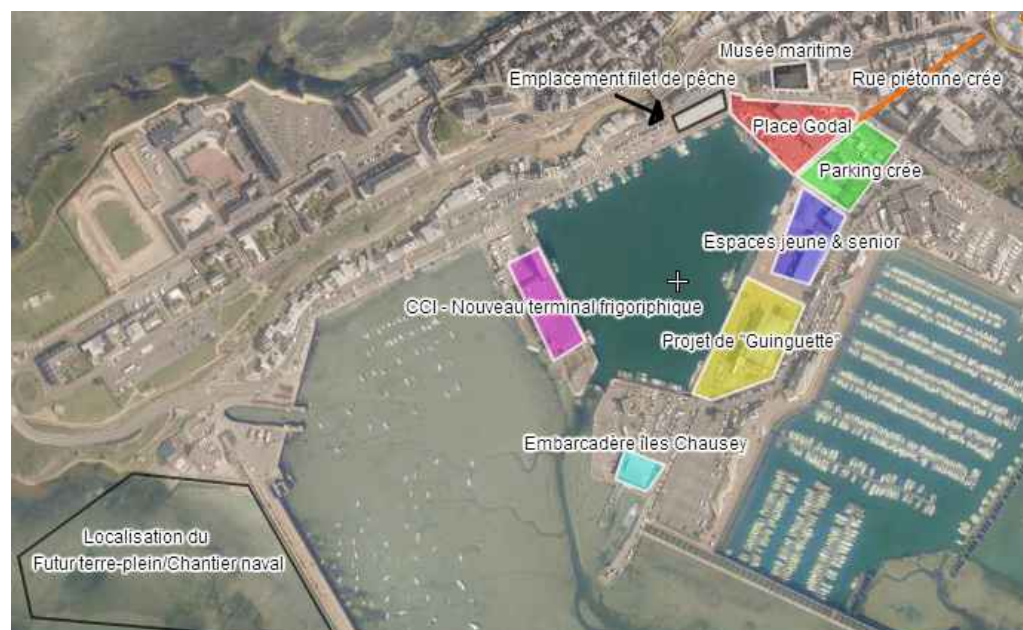 Musée maritime
Emplacement filet de pêche
Rue piétonne crée
Place Godal
Parking crée
Espaces jeune & senior
CCI - Nouveau terminal frigoriphique
Projet de "Guinguette"
Embarcadère îles Chausey
Localisation du
Futur terre-plein/Chantier naval